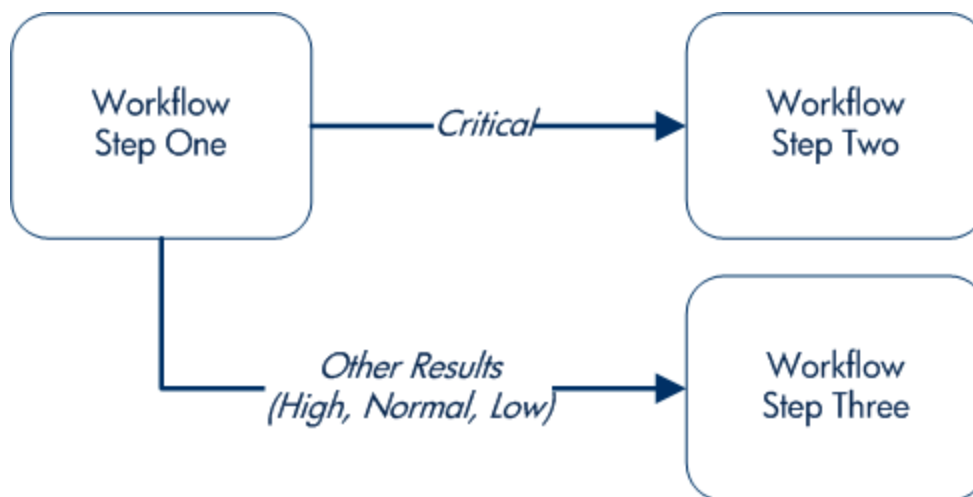 Workflow
Step One
Critical
Workflow
Step Two
Other Results
(High, Normal, Low)
Workflow
Step Three